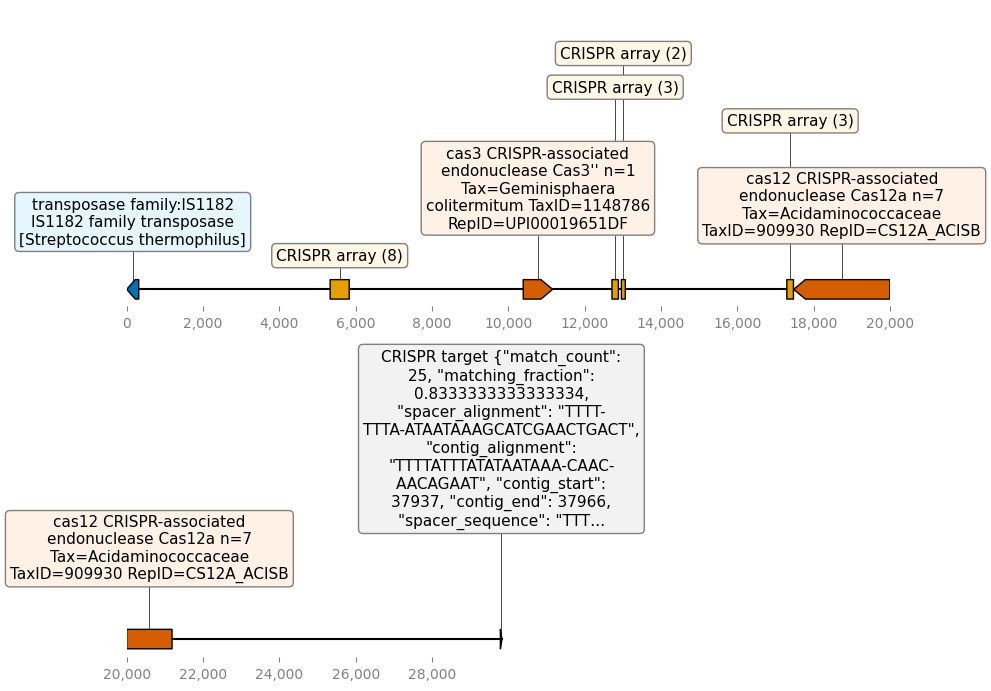 CRISPR array (2)
CRISPR array (3)
CRISPR array (3)
cas3 CRISPR-associated
endonuclease Cas3'' n=1
Tax=Geminisphaera
colitermitum TaxID=1148786
RepID=UPI00019651DF
cas12 CRISPR-associated
endonuclease Cas12a n=7
Tax=Acidaminococcaceae
TaxID=909930 RepID=CS12A_ACISB
transposase family:IS1182
IS1182 family transposase
[Streptococcus thermophilus]
CRISPR array (8)
0 2,000 4,000 6,000 8,000 10,000 12,000 14,000 16,000 18,000 20,000
CRISPR target {"match_count":
25, "matching_fraction":
0.8333333333333334,
"spacer_alignment": "TTTT-
TTTA-ATAATAAAGCATCGAACTGACT",
"contig_alignment":
"TTTTATTTATATAATAAA-CAAC-
AACAGAAT", "contig_start":
37937, "contig_end": 37966,
"spacer_sequence": "TTT...
cas12 CRISPR-associated
endonuclease Cas12a n=7
Tax=Acidaminococcaceae
TaxID=909930 RepID=CS12A_ACISB
20,000 22,000 24,000 26,000 28,000